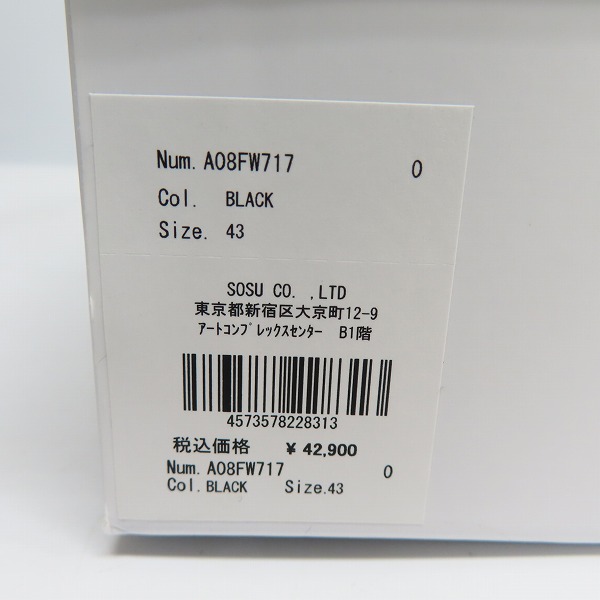 Num. A08FW717 0
Col. BLACK
Size. 43
SOSU CO. ,LTD
東京都新宿区大京町12-9
ｱｰﾄｺﾝﾌﾟﾚｯｸｽｾﾝﾀｰ B1階
4573578228313
税込価格 ¥ 42,900
Num. A08FW717 0
Col. BLACK Size. 43